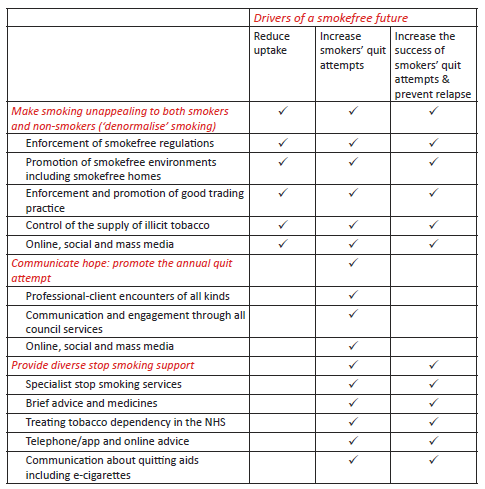 Drivers of a smokefree future
Reduce uptake
Increase smokers' quit attempts
Increase the success of smokers' quit attempts & prevent relapse
Make smoking unappealing to both smokers
and non-smokers ('denormalise' smoking) ✓ ✓ ✓
Enforcement of smokefree regulations ✓ ✓ ✓
Promotion of smokefree environments ✓ ✓ ✓
including smokefree homes
Enforcement and promotion of good trading ✓ ✓ ✓
practice
Control of the supply of illicit tobacco ✓ ✓ ✓
Online, social and mass media ✓ ✓ ✓
Communicate hope: promote the annual quit ✓
attempt
Professional-client encounters of all kinds ✓
Communication and engagement through all ✓
council services
Online, social and mass media ✓
Provide diverse stop smoking support ✓ ✓
Specialist stop smoking services ✓ ✓
Brief advice and medicines ✓ ✓
Treating tobacco dependency in the NHS ✓ ✓
Telephone/app and online advice ✓ ✓
Communication about quitting aids ✓ ✓
including e-cigarettes